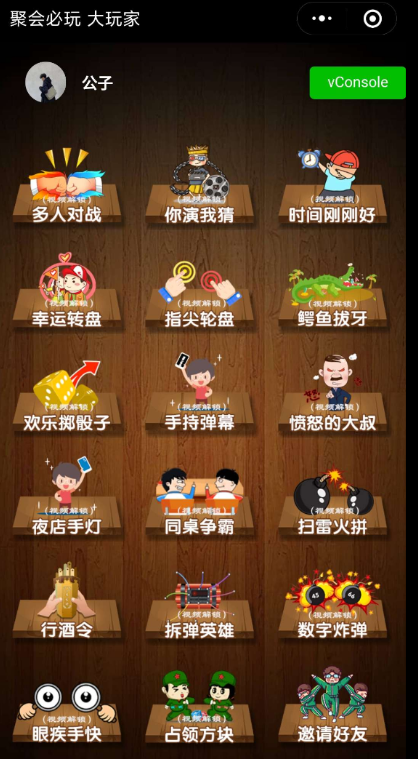 聚会必玩 大玩家
公子
vConsole
（视频解锁）
多人对战
（视频解锁）
你演我猜
（视频解锁）
时间刚刚好
（视频解锁）
幸运转盘
（视频解锁）
指尖轮盘
（视频解锁）
鳄鱼拔牙
（视频解锁）
欢乐掷骰子
（视频解锁）
手持弹幕
（视频解锁）
愤怒的大叔
（视频解锁）
夜店手灯
（视频解锁）
同桌争霸
（视频解锁）
扫雷火拼
行酒令
（视频解锁）
拆弹英雄
45
66
（视频解锁）
数字炸弹
（视频解锁）
眼疾手快
（视频解锁）
占领方块
邀请好友